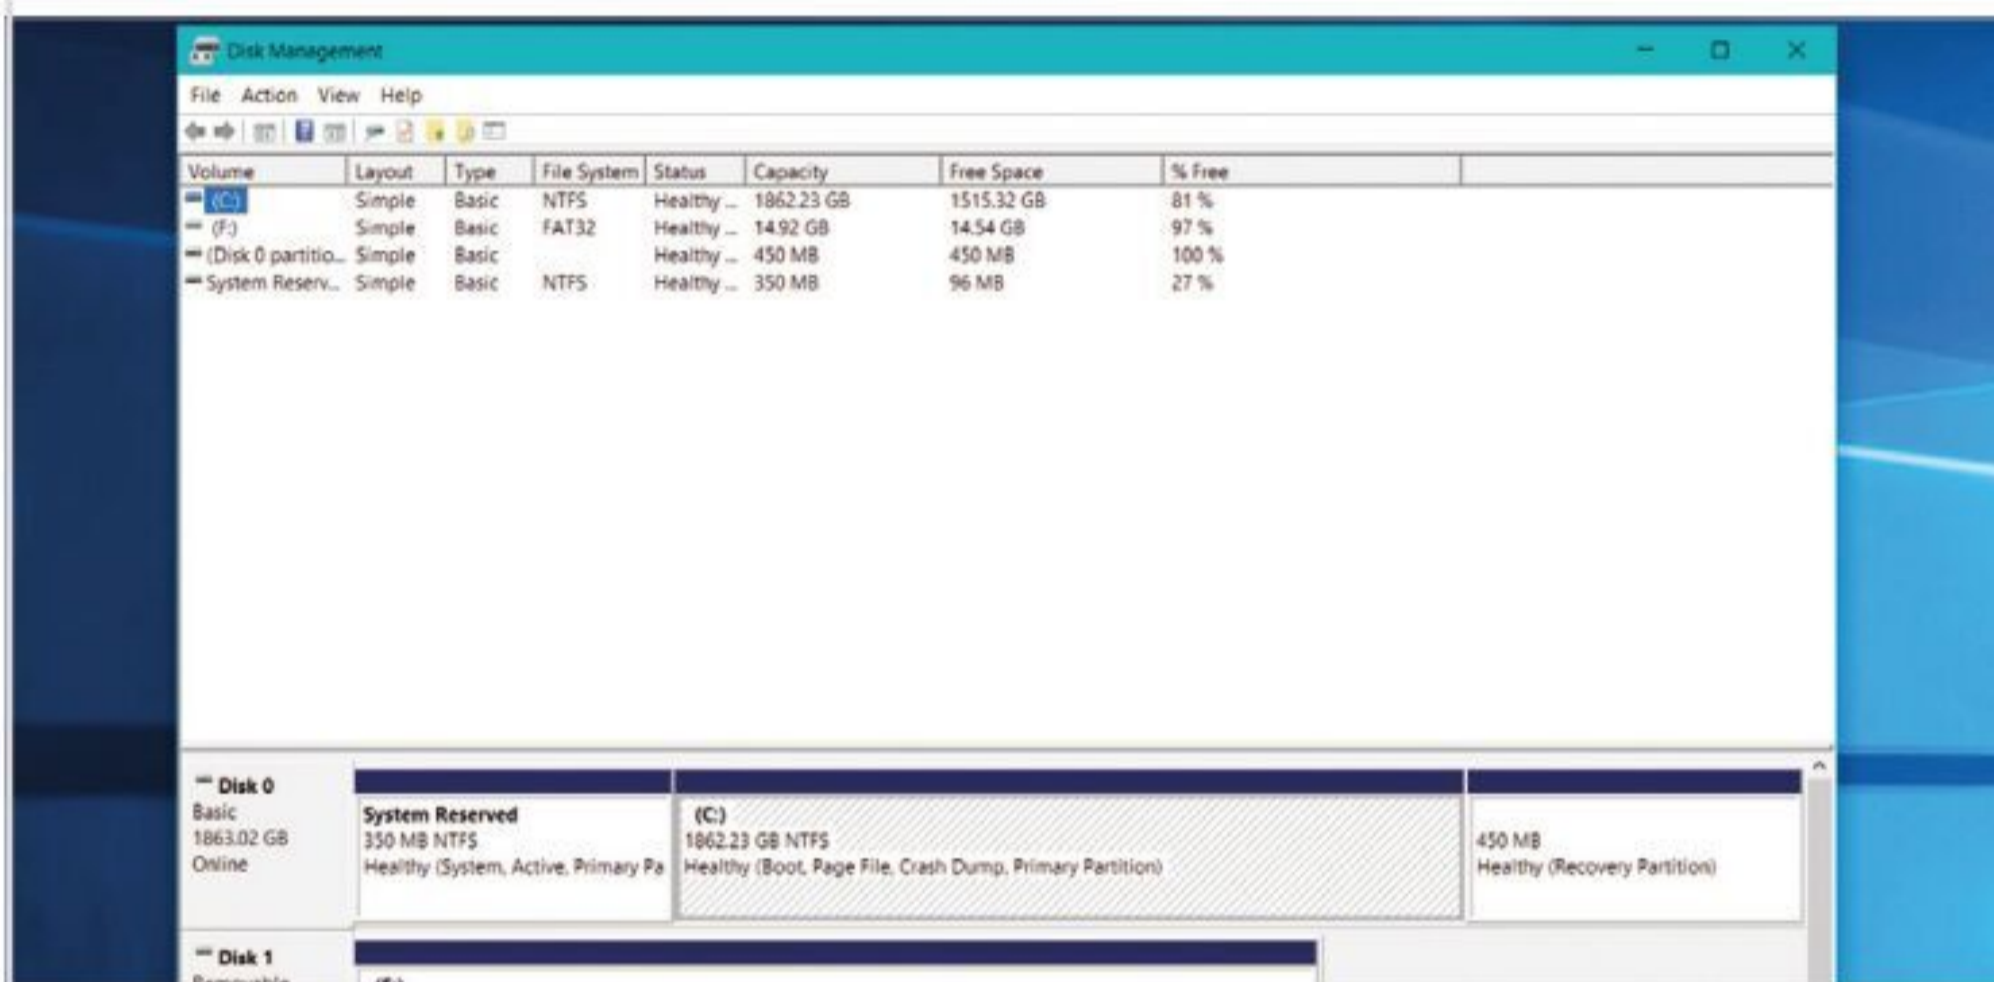 Disk Management
File Action View Help
Volume Layout Type File System Status Capacity Free Space % Free
(C:) Simple Basic NTFS Healthy ... 1862.23 GB 1515.32 GB 81 %
(F:) Simple Basic FAT32 Healthy ... 14.92 GB 14.54 GB 97 %
(Disk 0 partitio... Simple Basic Healthy ... 450 MB 450 MB 100 %
System Reserv... Simple Basic NTFS Healthy ... 350 MB 96 MB 27 %
Disk 0
Basic
1863.02 GB
Online
System Reserved
350 MB NTFS
Healthy (System, Active, Primary Pa
(C:)
1862.23 GB NTFS
Healthy (Boot, Page File, Crash Dump, Primary Partition)
450 MB
Healthy (Recovery Partition)
Disk 1